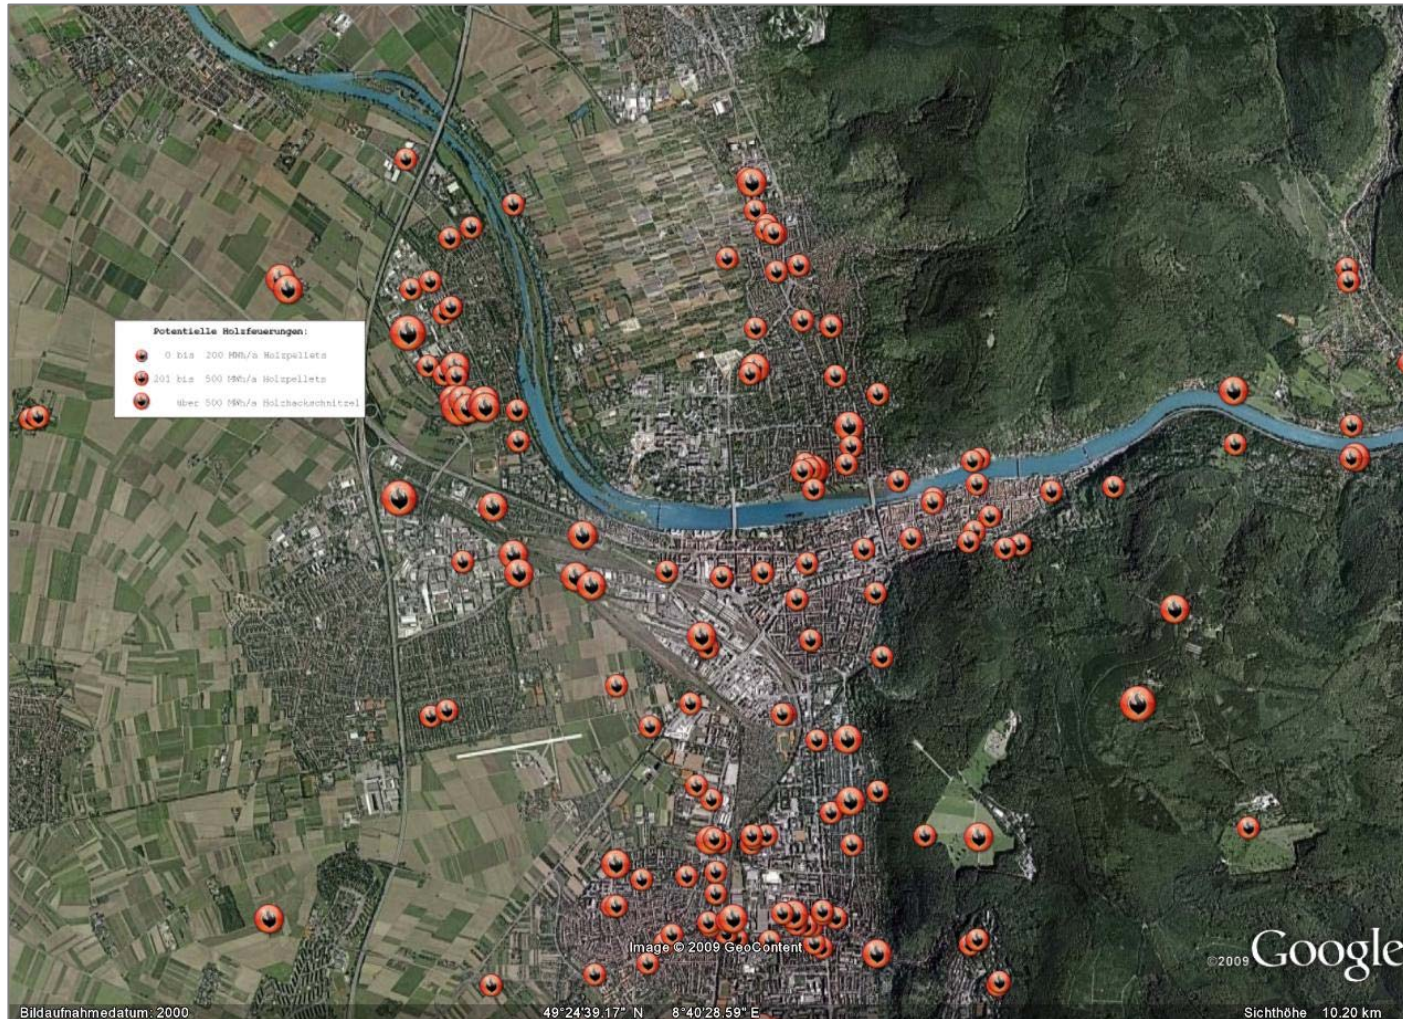 Potentielle Holzfeuerungen:
0 bis 200 MWh/a Holzpellets
201 bis 500 MWh/a Holzpellets
über 500 MWh/a Holzhackschnitzel
Image © 2009 GeoContent
©2009 Google
Bildaufnahmedatum: 2000 49°24'39.17" N 8°40'28.59" E Sichthöhe 10.20 km